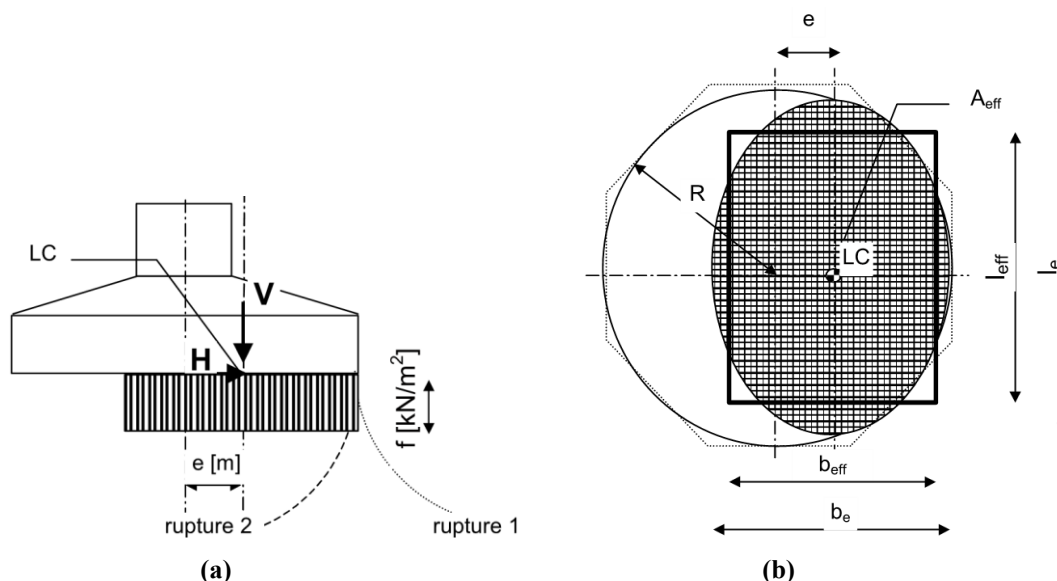 LC
V
H
f [kN/m²]
e [m]
rupture 2
rupture 1
(a)
e
A_eff
R
LC
l_eff
l_e
b_eff
b_e
(b)